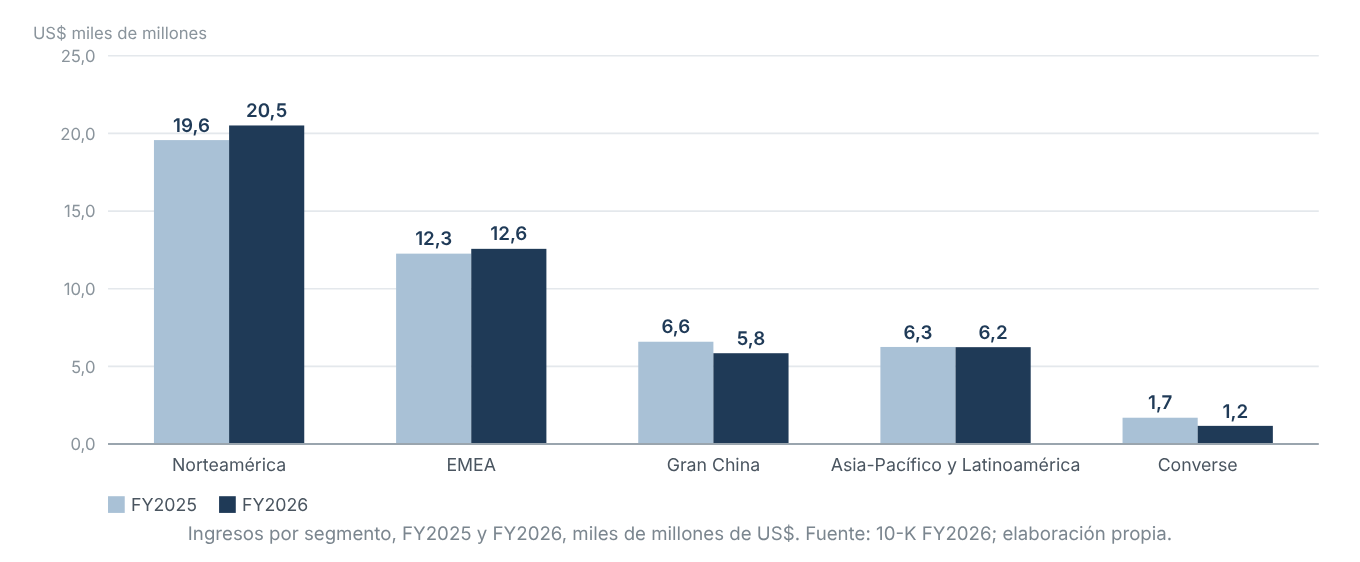 US$ miles de millones
25,0
20,0
15,0
10,0
5,0
0,0
19,6
20,5
12,3
12,6
6,6
5,8
6,3
6,2
1,7
1,2
Norteamérica
EMEA
Gran China
Asia-Pacífico y Latinoamérica
Converse
FY2025
FY2026
Ingresos por segmento, FY2025 y FY2026, miles de millones de US$. Fuente: 10-K FY2026; elaboración propia.